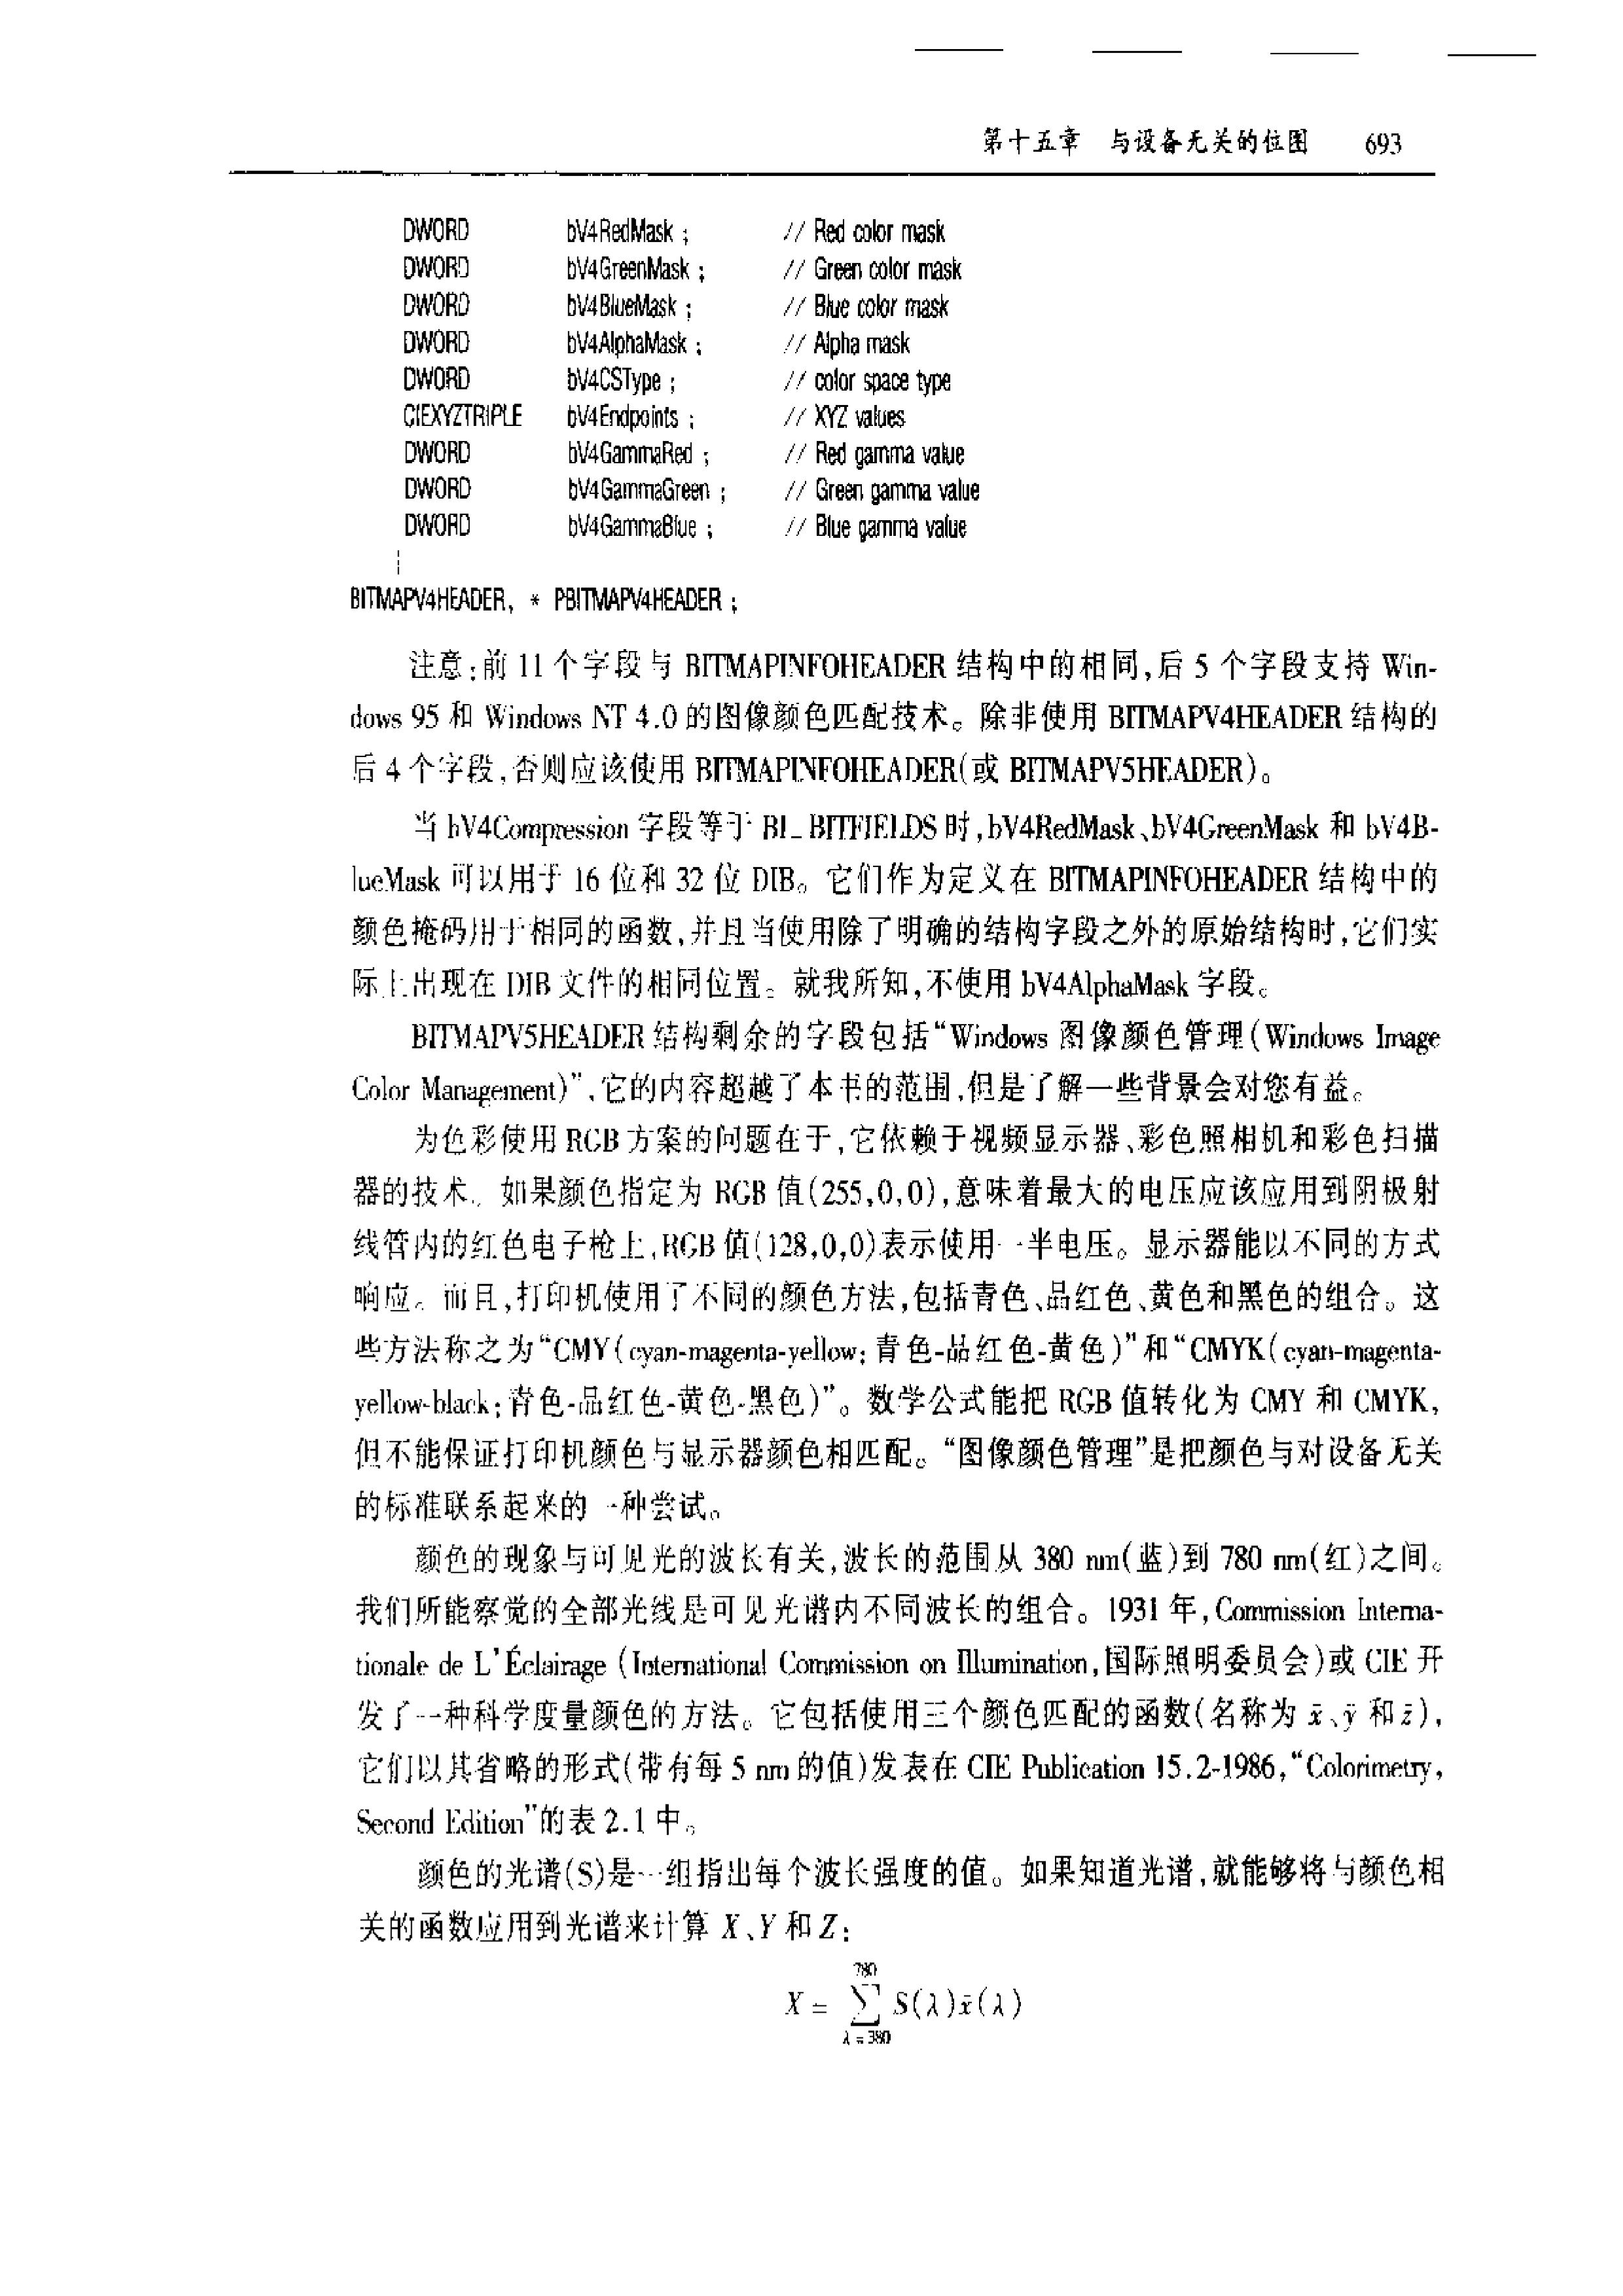 第十五章 与设备无关的位图 693
DWORD bV4RedMask ; // Red color mask
DWORD bV4GreenMask ; // Green color mask
DWORD bV4BlueMask ; // Blue color mask
DWORD bV4AlphaMask ; // Alpha mask
DWORD bV4CSType ; // color space type
CIEXYZTRIPLE bV4Endpoints ; // XYZ values
DWORD bV4GammaRed ; // Red gamma value
DWORD bV4GammaGreen ; // Green gamma value
DWORD bV4GammaBlue ; // Blue gamma value
BITMAPV4HEADER, * PBITMAPV4HEADER ;
注意:前 11 个字段与 BITMAPINFOHEADER 结构中的相同,后 5 个字段支持 Win-
dows 95 和 Windows NT 4.0 的图像颜色匹配技术。除非使用 BITMAPV4HEADER 结构的
后 4 个字段,否则应该使用 BITMAPINFOHEADER(或 BITMAPV5HEADER)。
当 bV4Compression 字段等于 BI_BITFIELDS 时,bV4RedMask、bV4GreenMask 和 bV4B-
lueMask 可以用于 16 位和 32 位 DIB。它们作为定义在 BITMAPINFOHEADER 结构中的
颜色掩码用于相同的函数,并且当使用除了明确的结构字段之外的原始结构时,它们实
际上出现在 DIB 文件的相同位置。就我所知,不使用 bV4AlphaMask 字段。
BITMAPV5HEADER 结构剩余的字段包括“Windows 图像颜色管理(Windows Image
Color Management)”,它的内容超越了本书的范围,但是了解一些背景会对您有益。
为色彩使用 RGB 方案的问题在于,它依赖于视频显示器、彩色照相机和彩色扫描
器的技术。如果颜色指定为 RGB 值(255,0,0),意味着最大的电压应该应用到阴极射
线管内的红色电子枪上,RGB 值(128,0,0)表示使用一半电压。显示器能以不同的方式
响应。而且,打印机使用了不同的颜色方法,包括青色、品红色、黄色和黑色的组合。这
些方法称之为“CMY(cyan-magenta-yellow:青色-品红色-黄色)”和“CMYK(cyan-magenta-
yellow-black:青色-品红色-黄色-黑色)”。数学公式能把 RGB 值转化为 CMY 和 CMYK,
但不能保证打印机颜色与显示器颜色相匹配。“图像颜色管理”是把颜色与对设备无关
的标准联系起来的一种尝试。
颜色的现象与可见光的波长有关,波长的范围从 380 nm(蓝)到 780 nm(红)之间。
我们所能察觉的全部光线是可见光谱内不同波长的组合。1931 年,Commission Interna-
tionale de L'Éclairage (International Commission on Illumination,国际照明委员会)或 CIE 开
发了一种科学度量颜色的方法。它包括使用三个颜色匹配的函数(名称为 x̄、ȳ 和 z̄),
它们以其省略的形式(带有每 5 nm 的值)发表在 CIE Publication 15.2-1986,“Colorimetry,
Second Edition”的表 2.1 中。
颜色的光谱(S)是一组指出每个波长强度的值。如果知道光谱,就能够将与颜色相
关的函数应用到光谱来计算 X、Y 和 Z:
780
X = ∑ S(λ)x̄(λ)
λ = 380